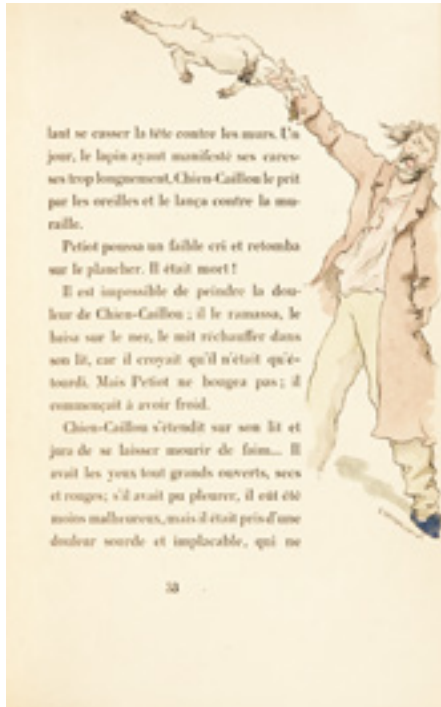 lant se casser la tête contre les murs. Un
jour, le lapin ayant manifesté ses cares-
ses trop longuement, Chien-Caillou le prit
par les oreilles et le lança contre la mu-
raille.
Petiot poussa un faible cri et retomba
sur le plancher. Il était mort !
Il est impossible de peindre la dou-
leur de Chien-Caillou ; il le ramassa, le
baisa sur le nez, le mit réchauffer dans
son lit, car il croyait qu'il n'était qu'é-
tourdi. Mais Petiot ne bougea pas ; il
commençait à avoir froid.
Chien-Caillou s'étendit sur son lit et
jura de se laisser mourir de faim... Il
avait les yeux tout grands ouverts, secs
et rouges ; s'il avait pu pleurer, il eût été
moins malheureux, mais il était pris d'une
douleur sourde et implacable, qui ne